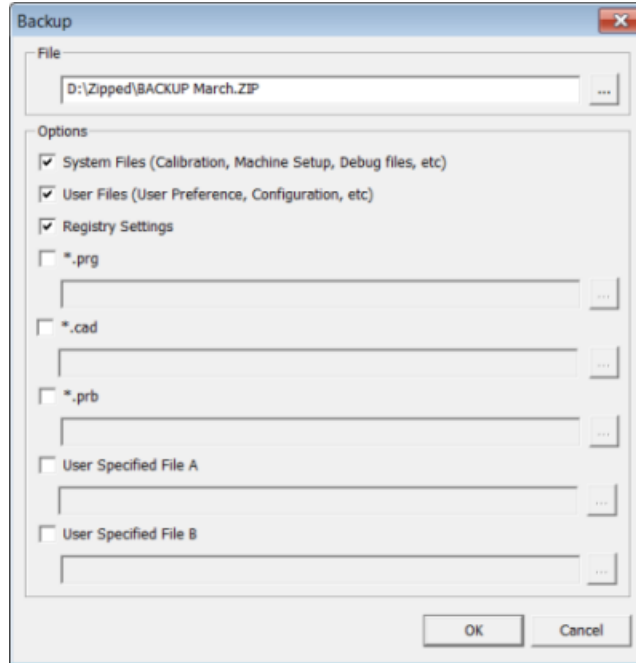 Backup
File
D:\Zipped\BACKUP March.ZIP
...
Options
System Files (Calibration, Machine Setup, Debug files, etc)
User Files (User Preference, Configuration, etc)
Registry Settings
*.prg
...
*.cad
...
*.prb
...
User Specified File A
...
User Specified File B
...
OK Cancel